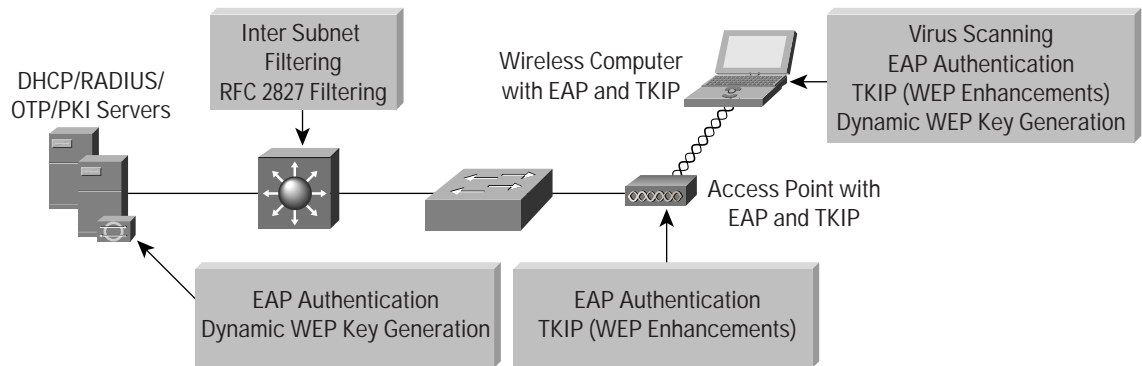 Inter Subnet
Filtering
RFC 2827 Filtering
DHCP/RADIUS/
OTP/PKI Servers
Wireless Computer
with EAP and TKIP
Virus Scanning
EAP Authentication
TKIP (WEP Enhancements)
Dynamic WEP Key Generation
Access Point with
EAP and TKIP
EAP Authentication
Dynamic WEP Key Generation
EAP Authentication
TKIP (WEP Enhancements)